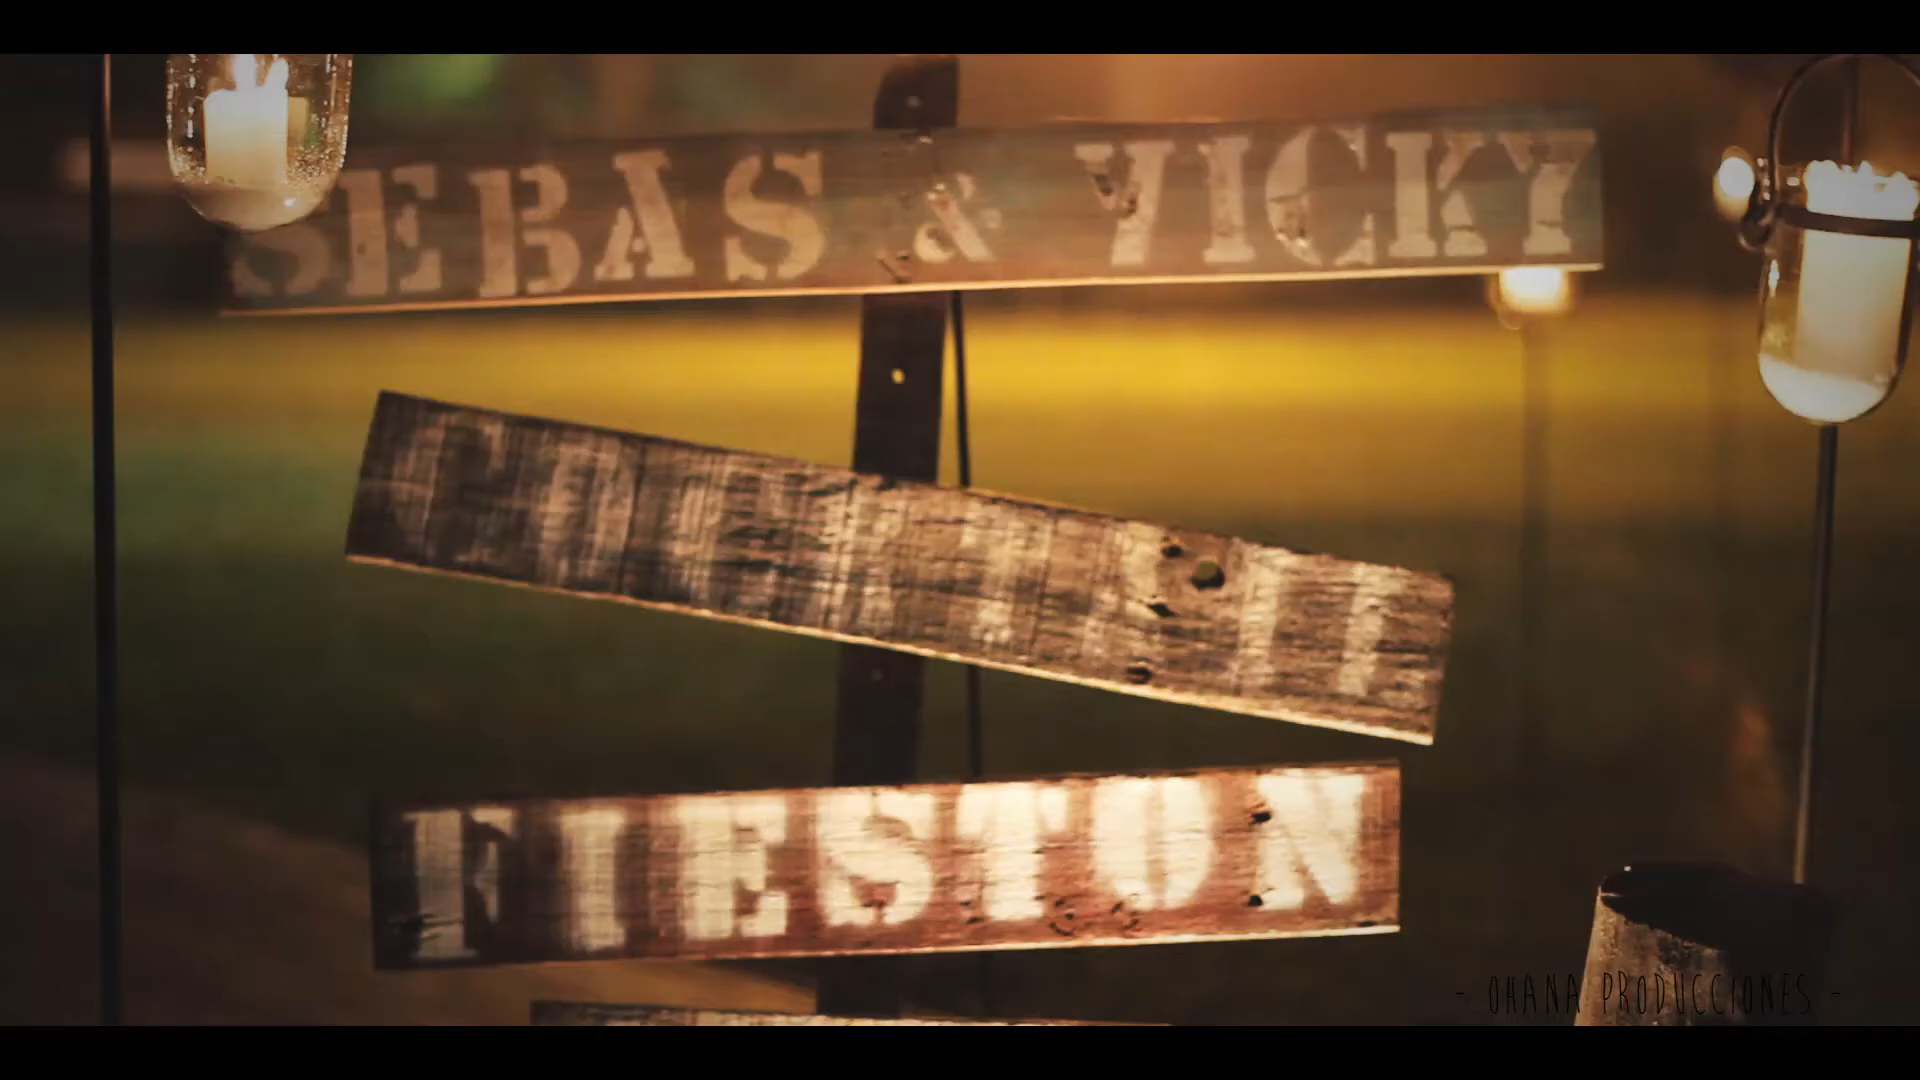 SEBAS & VICKY
FIESTON
- OHANA PRODUCCIONES -